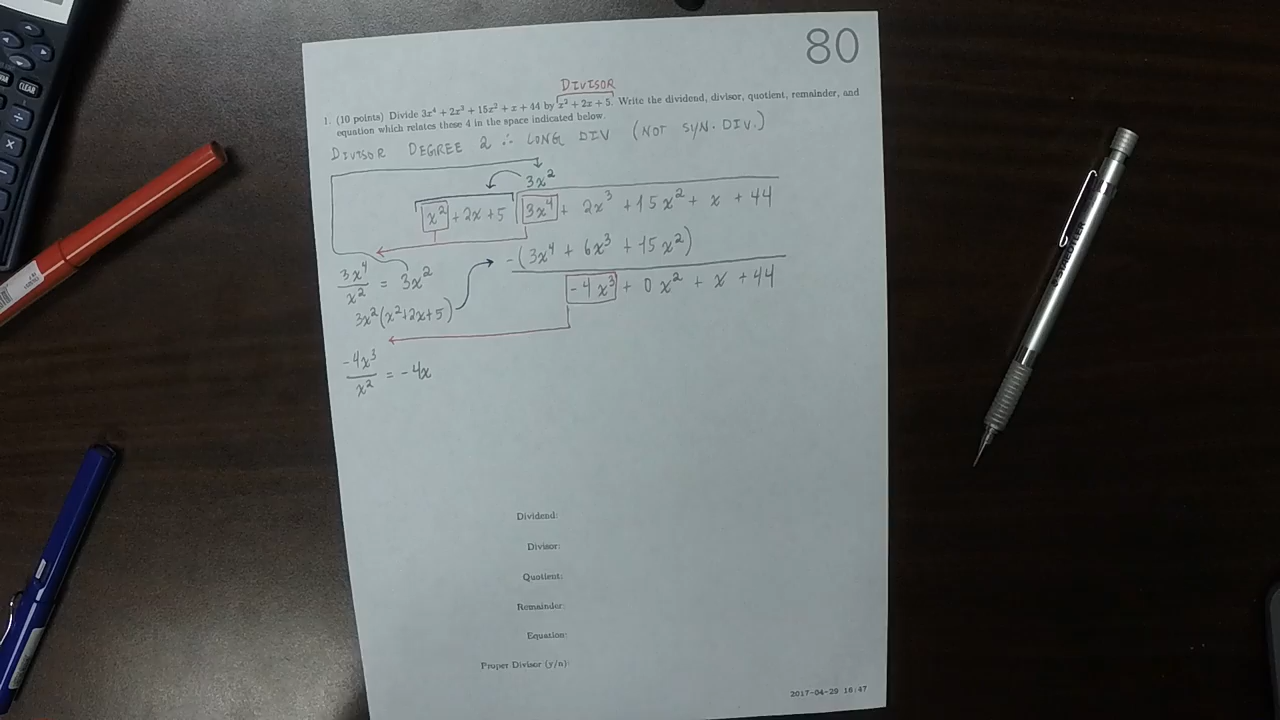 80
DIVISOR
1. (10 points) Divide 3x⁴ + 2x³ + 15x² + x + 44 by x² + 2x + 5. Write the dividend, divisor, quotient, remainder, and
equation which relates these 4 in the space indicated below.
DIVISOR DEGREE 2 ∴ LONG DIV (NOT SYN. DIV.)
3x²
x² + 2x + 5 3x⁴ + 2x³ + 15x² + x + 44
-(3x⁴ + 6x³ + 15x²)
3x⁴/x² = 3x²
-4x³ + 0x² + x + 44
3x²(x²+2x+5)
-4x³/x² = -4x
Dividend:
Divisor:
Quotient:
Remainder:
Equation:
Proper Divisor (y/n):
2017-04-29 16:47
CLEAR